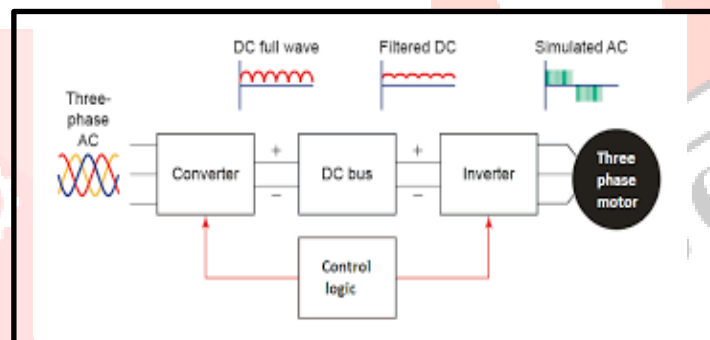 DC full wave
Filtered DC
Simulated AC
Three-
phase
AC
+
+
Converter
DC bus
Inverter
Three
phase
motor
−
−
Control
logic